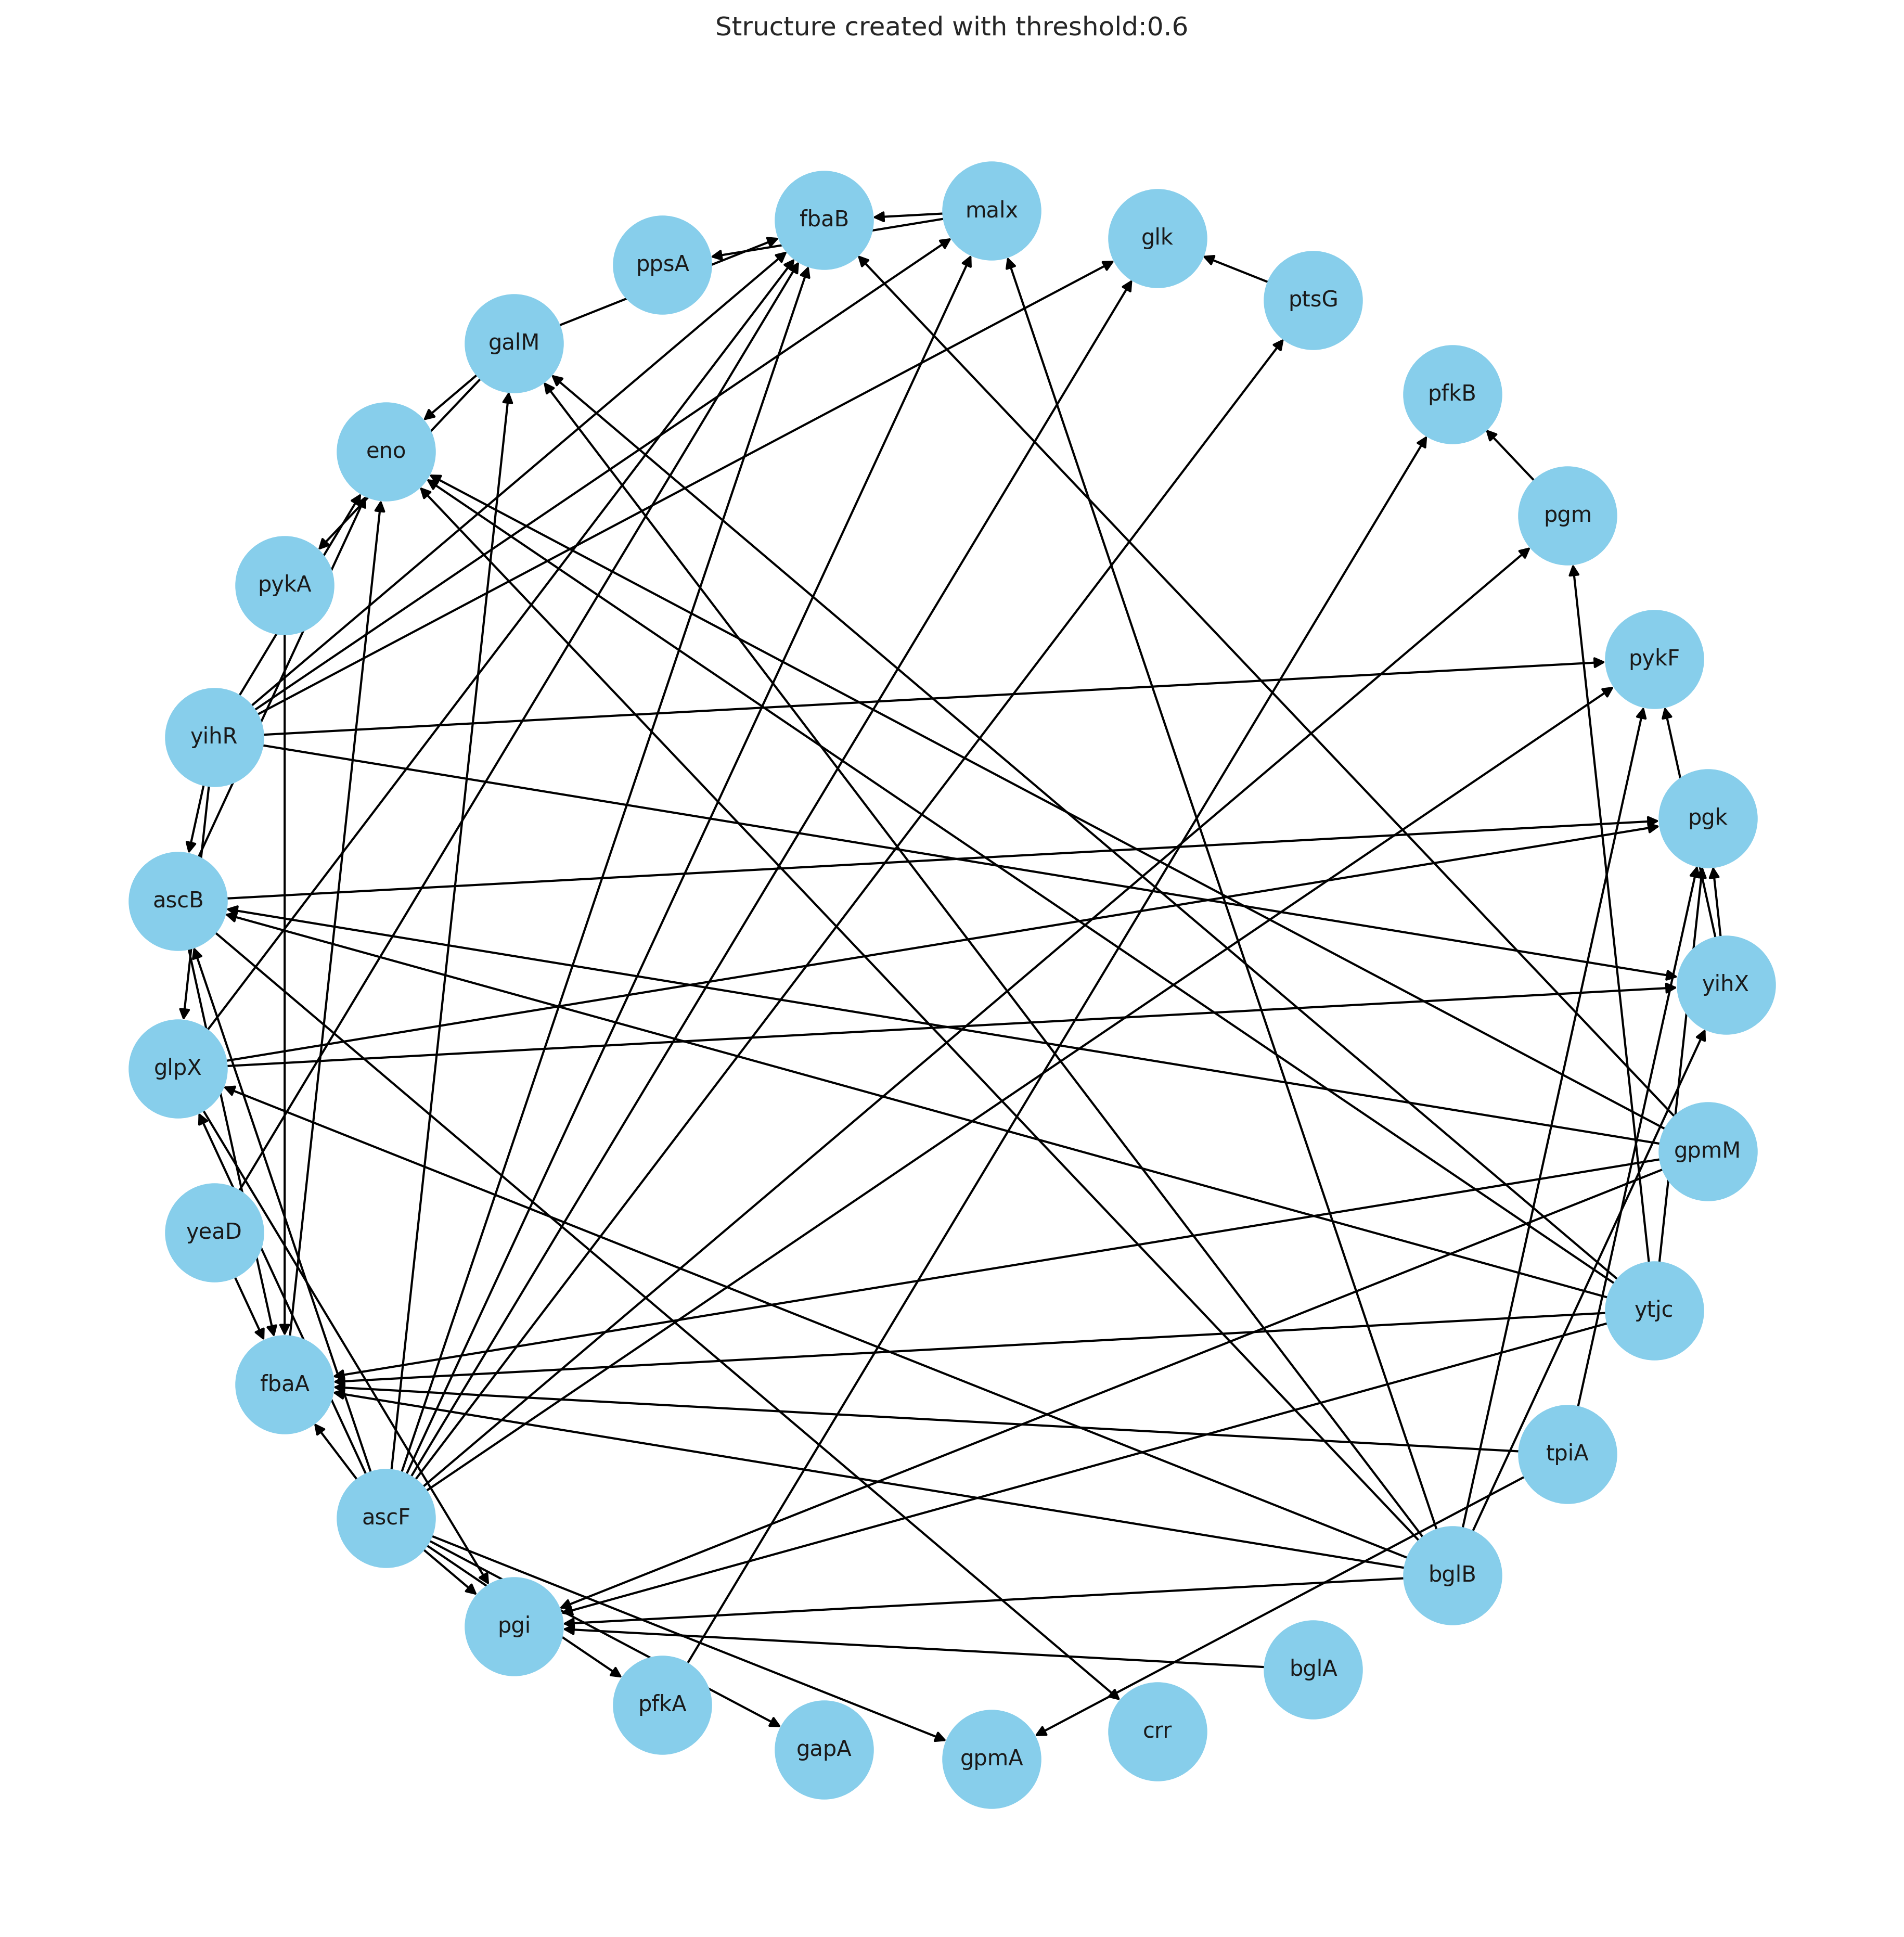 Structure created with threshold:0.6
malx
fbaB
glk
ppsA
ptsG
galM
pfkB
eno
pgm
pykA
pykF
yihR
pgk
ascB
yihX
glpX
gpmM
yeaD
ytjc
fbaA
tpiA
ascF
bglB
pgi
bglA
pfkA
crr
gapA
gpmA